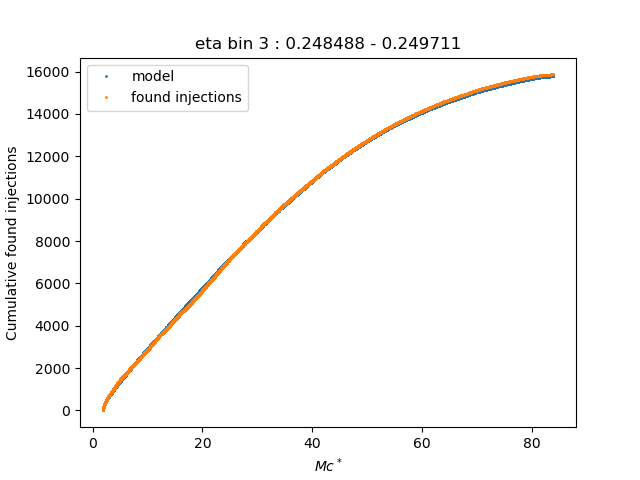 eta bin 3 : 0.248488 - 0.249711
model
found injections
Cumulative found injections
16000
14000
12000
10000
8000
6000
4000
2000
0
0 20 40 60 80
Mc*